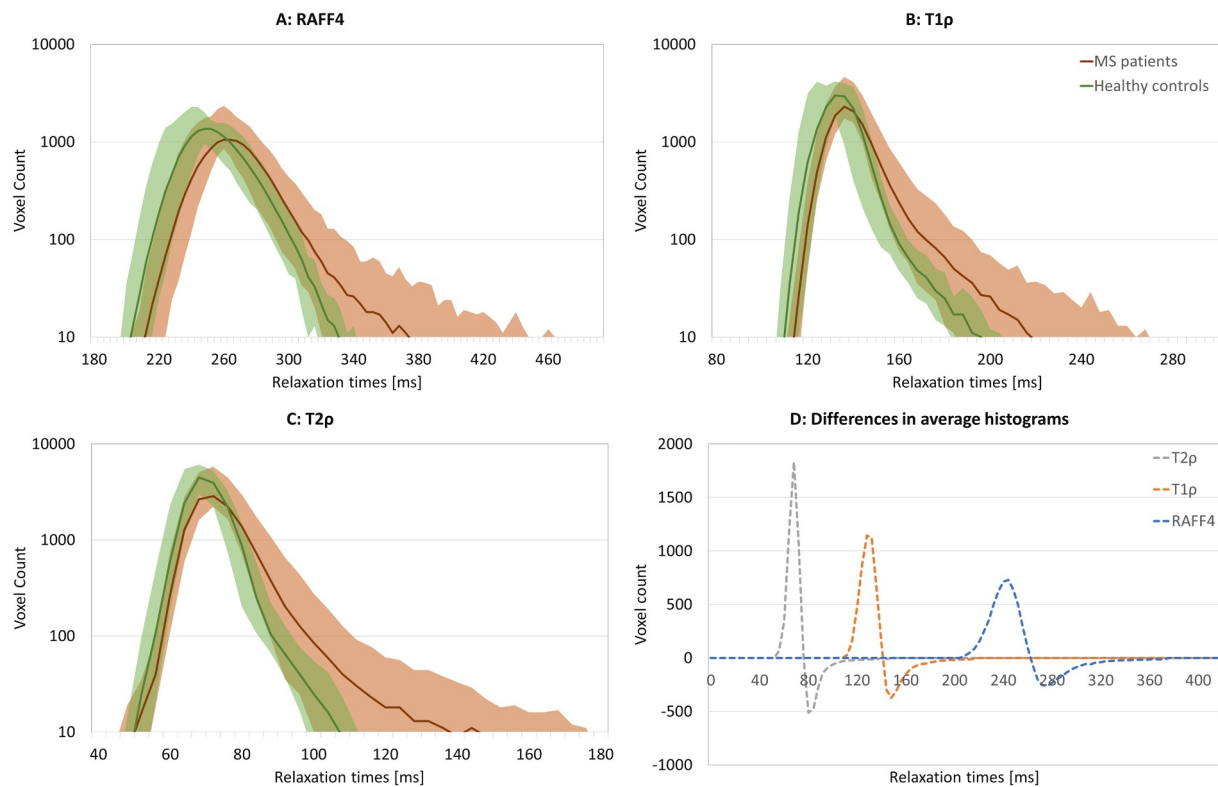 A: RAFF4
10000
1000
100
10
Voxel Count
180 220 260 300 340 380 420 460
Relaxation times [ms]
B: T1ρ
MS patients
Healthy controls
10000
1000
100
10
Voxel Count
80 120 160 200 240 280
Relaxation times [ms]
C: T2ρ
10000
1000
100
10
Voxel Count
40 60 80 100 120 140 160 180
Relaxation times [ms]
D: Differences in average histograms
T2ρ
T1ρ
RAFF4
2000
1500
1000
500
0
-500
-1000
Voxel count
0 40 80 120 160 200 240 280 320 360 400
Relaxation times [ms]